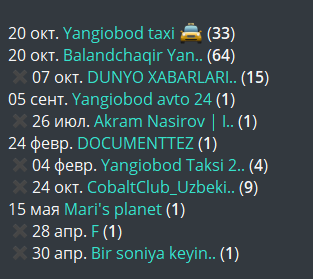 20 окт. Yangiobod taxi 🚖 (33)
20 окт. Balandchaqir Yan.. (64)
✖ 07 окт. DUNYO XABARLARI.. (15)
05 сент. Yangiobod avto 24 (1)
✖ 26 июл. Akram Nasirov | I.. (1)
24 февр. DOCUMENTTEZ (1)
✖ 04 февр. Yangiobod Taksi 2.. (4)
✖ 24 окт. CobaltClub_Uzbeki.. (9)
15 мая Mari's planet (1)
✖ 28 апр. F (1)
✖ 30 апр. Bir soniya keyin.. (1)